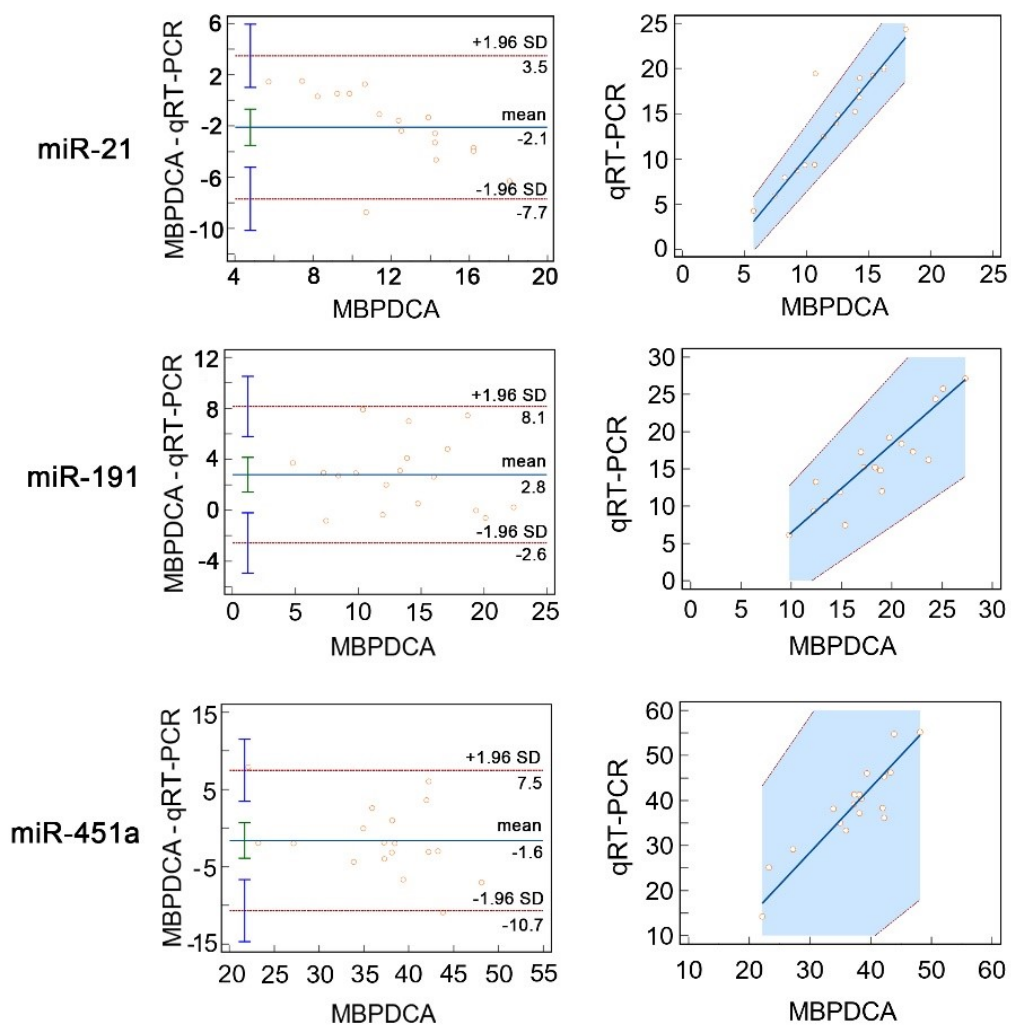 miR-21
MBPDCA - qRT-PCR
6
2
-2
-6
-10
+1.96 SD
3.5
mean
-2.1
-1.96 SD
-7.7
4 8 12 16 20
MBPDCA
qRT-PCR
25
20
15
10
5
0
0 5 10 15 20 25
MBPDCA
miR-191
MBPDCA - qRT-PCR
12
8
4
0
-4
+1.96 SD
8.1
mean
2.8
-1.96 SD
-2.6
0 5 10 15 20 25
MBPDCA
qRT-PCR
30
25
20
15
10
5
0
0 5 10 15 20 25 30
MBPDCA
miR-451a
MBPDCA - qRT-PCR
15
5
-5
-15
+1.96 SD
7.5
mean
-1.6
-1.96 SD
-10.7
20 25 30 35 40 45 50 55
MBPDCA
qRT-PCR
60
50
40
30
20
10
10 20 30 40 50 60
MBPDCA